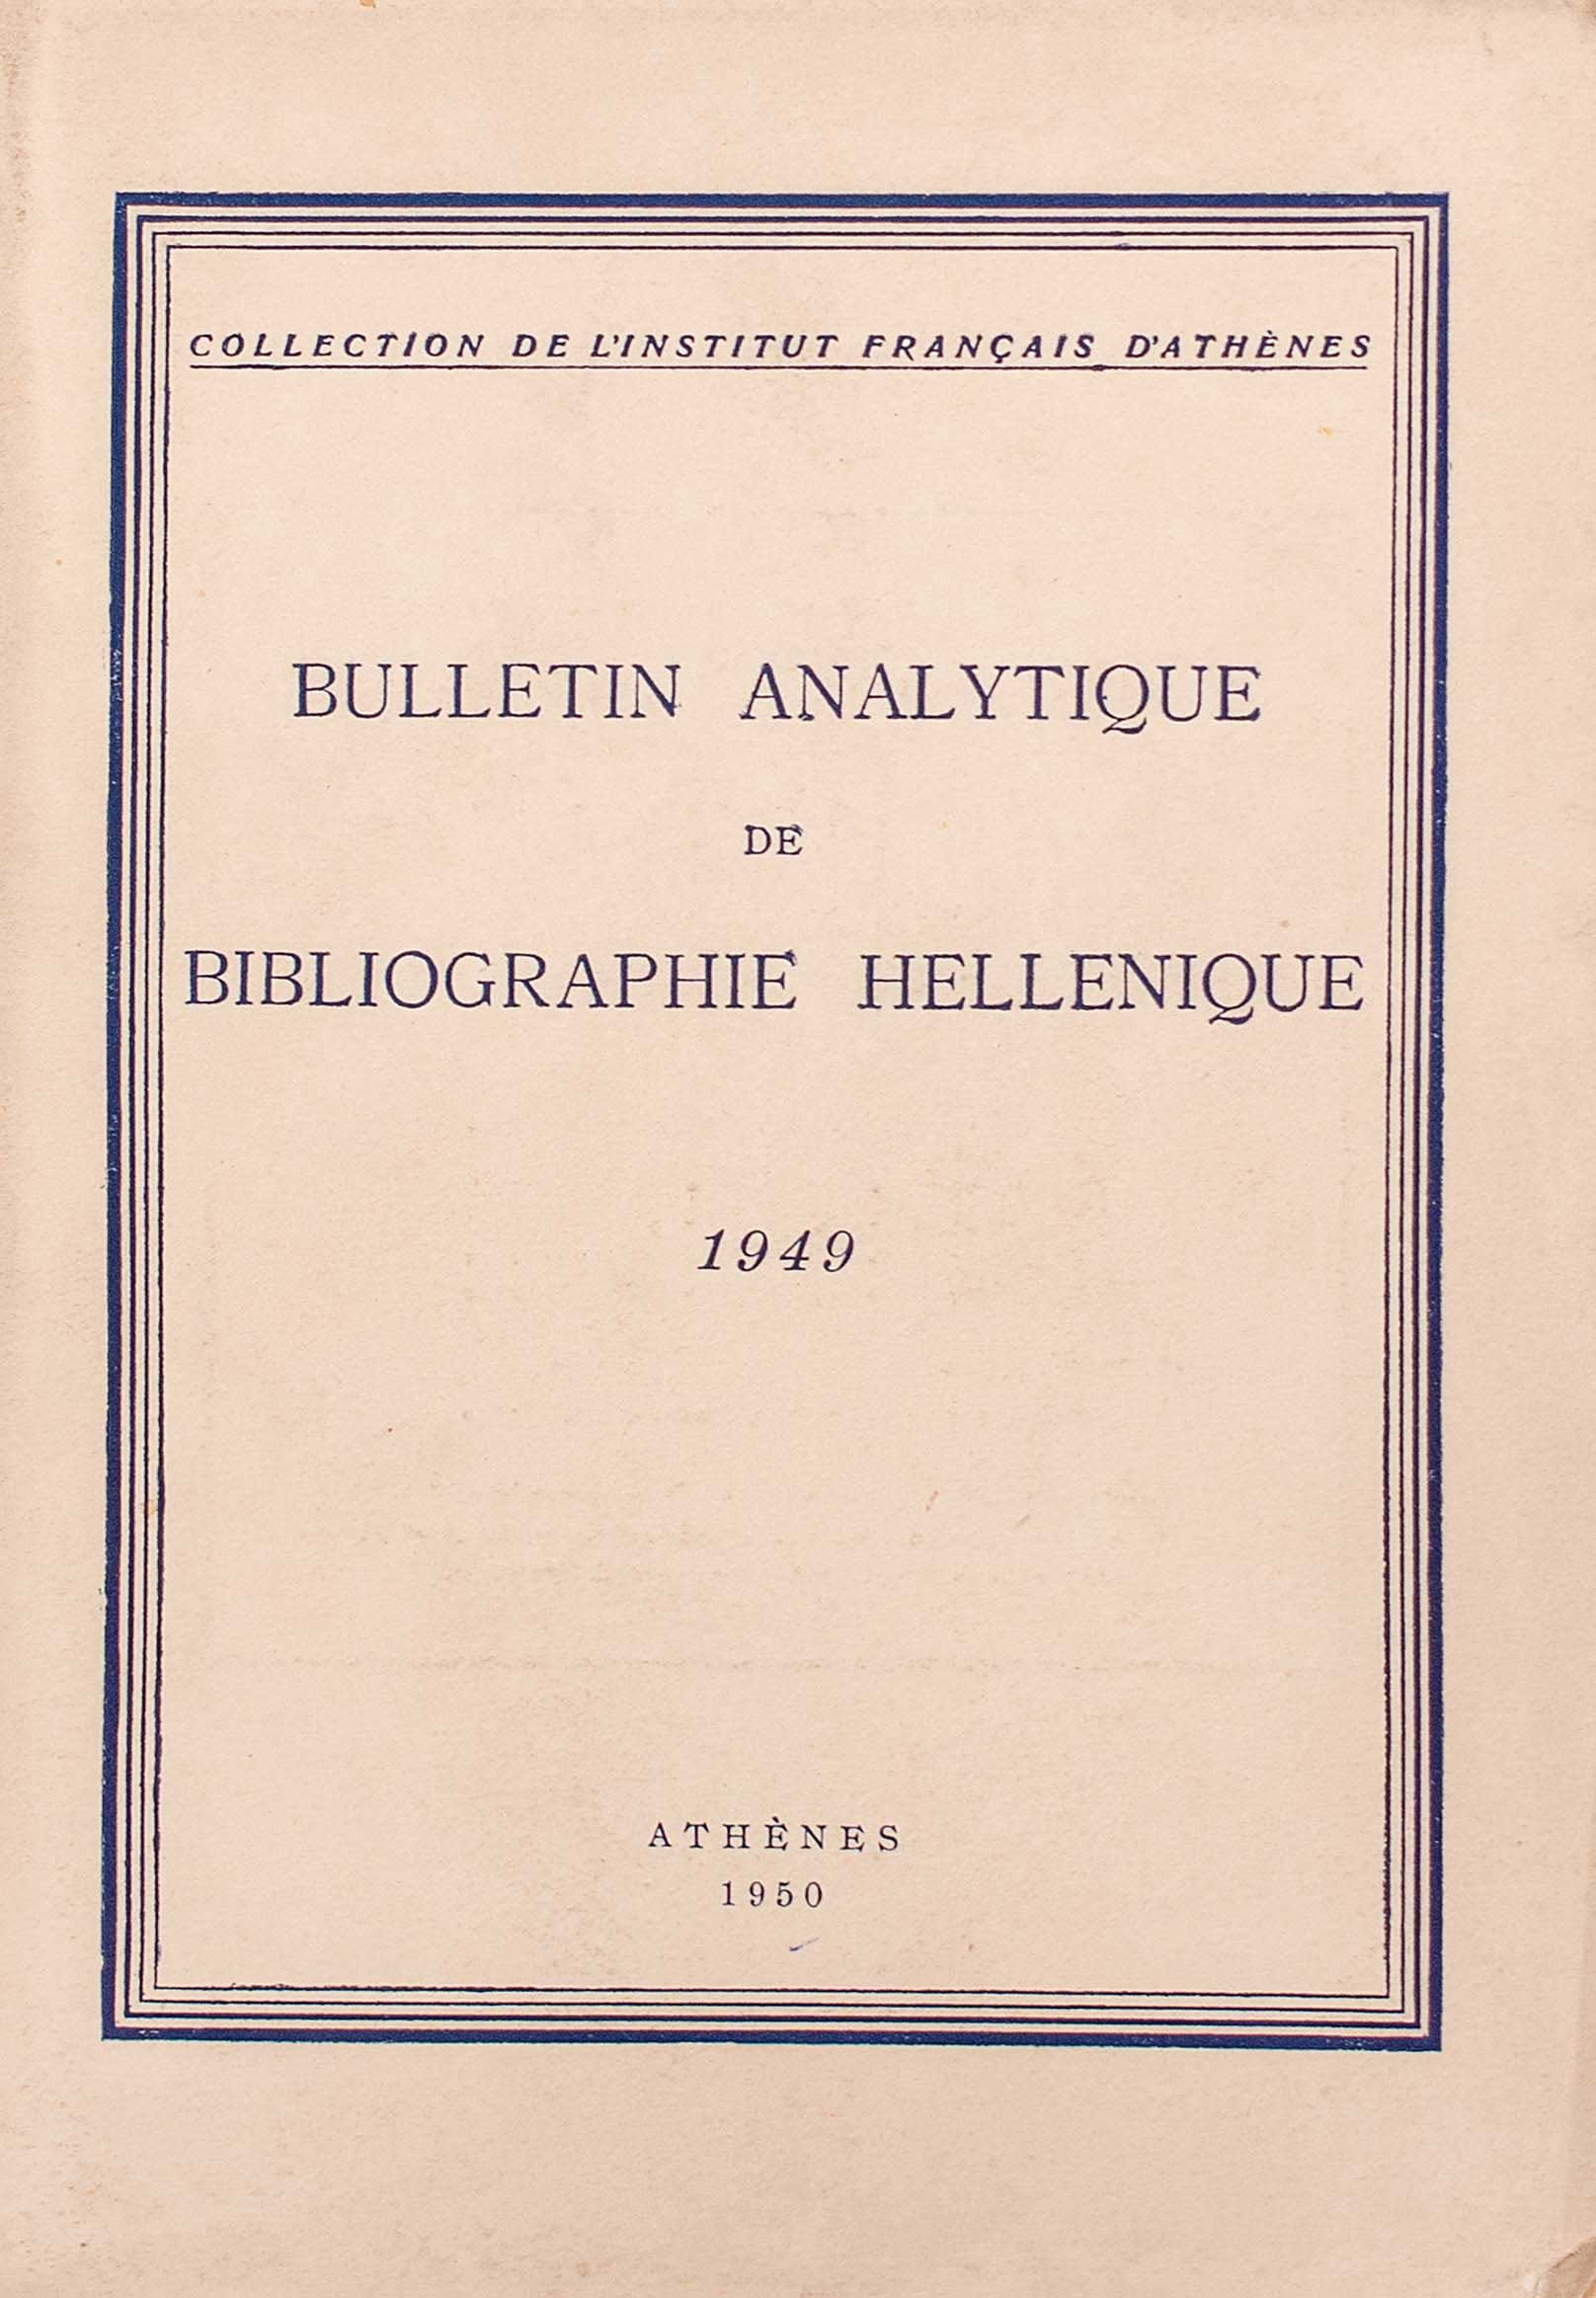 COLLECTION DE L'INSTITUT FRANÇAIS D'ATHÈNES
BULLETIN ANALYTIQUE
DE
BIBLIOGRAPHIE HELLENIQUE
1949
ATHÈNES
1950